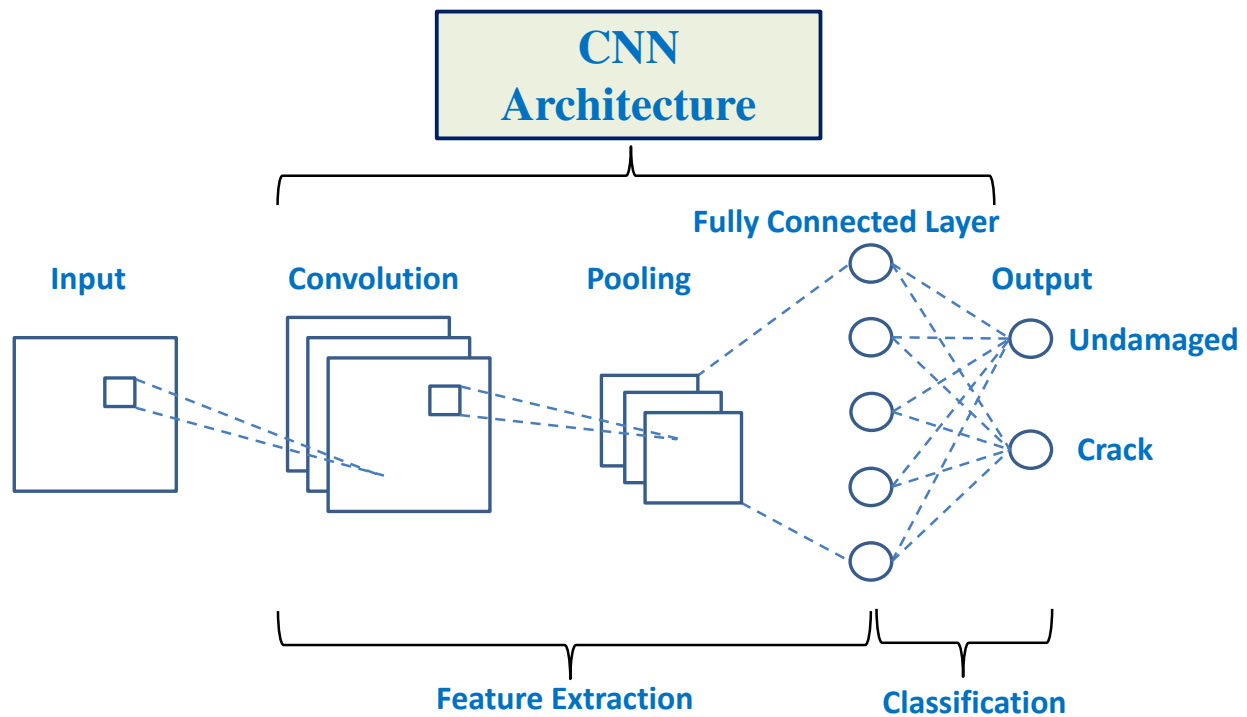 CNN
Architecture
Fully Connected Layer
Input
Convolution
Pooling
Output
Undamaged
Crack
Feature Extraction
Classification